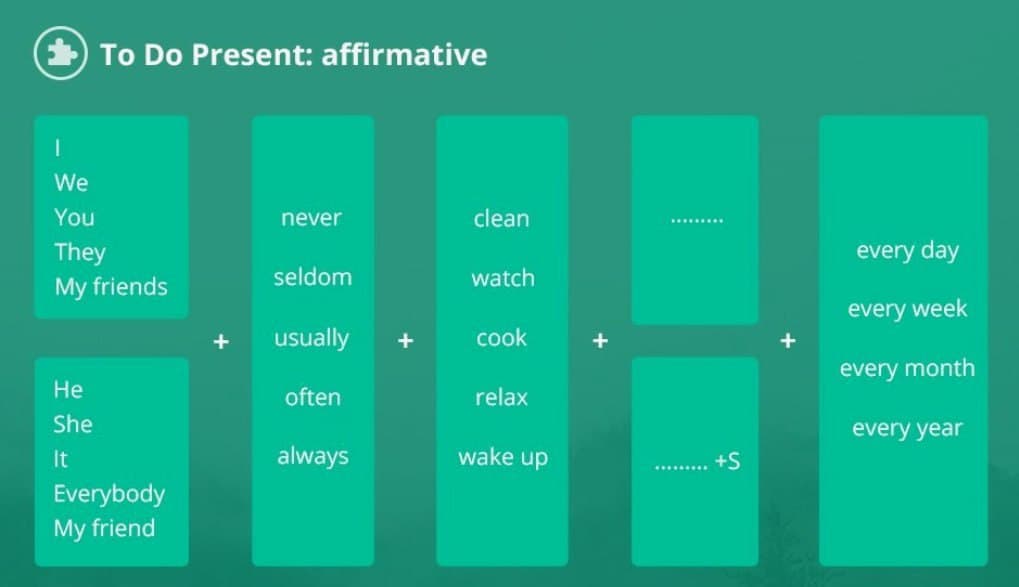 To Do Present: affirmative
I
We
You
They
My friends
He
She
It
Everybody
My friend
+
never
seldom
usually
often
always
+
clean
watch
cook
relax
wake up
+
.........
......... +S
+
every day
every week
every month
every year